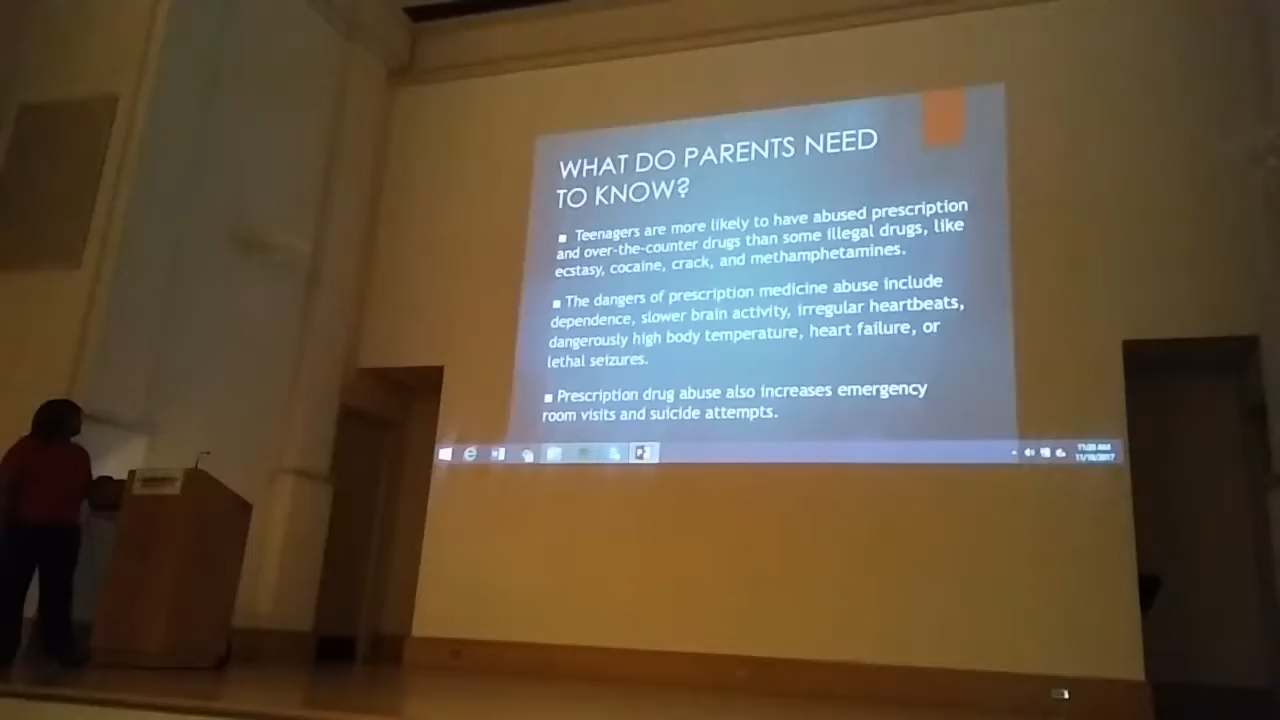 WHAT DO PARENTS NEED
TO KNOW?
■ Teenagers are more likely to have abused prescription
and over-the-counter drugs than some illegal drugs, like
ecstasy, cocaine, crack, and methamphetamines.
■ The dangers of prescription medicine abuse include
dependence, slower brain activity, irregular heartbeats,
dangerously high body temperature, heart failure, or
lethal seizures.
■ Prescription drug abuse also increases emergency
room visits and suicide attempts.